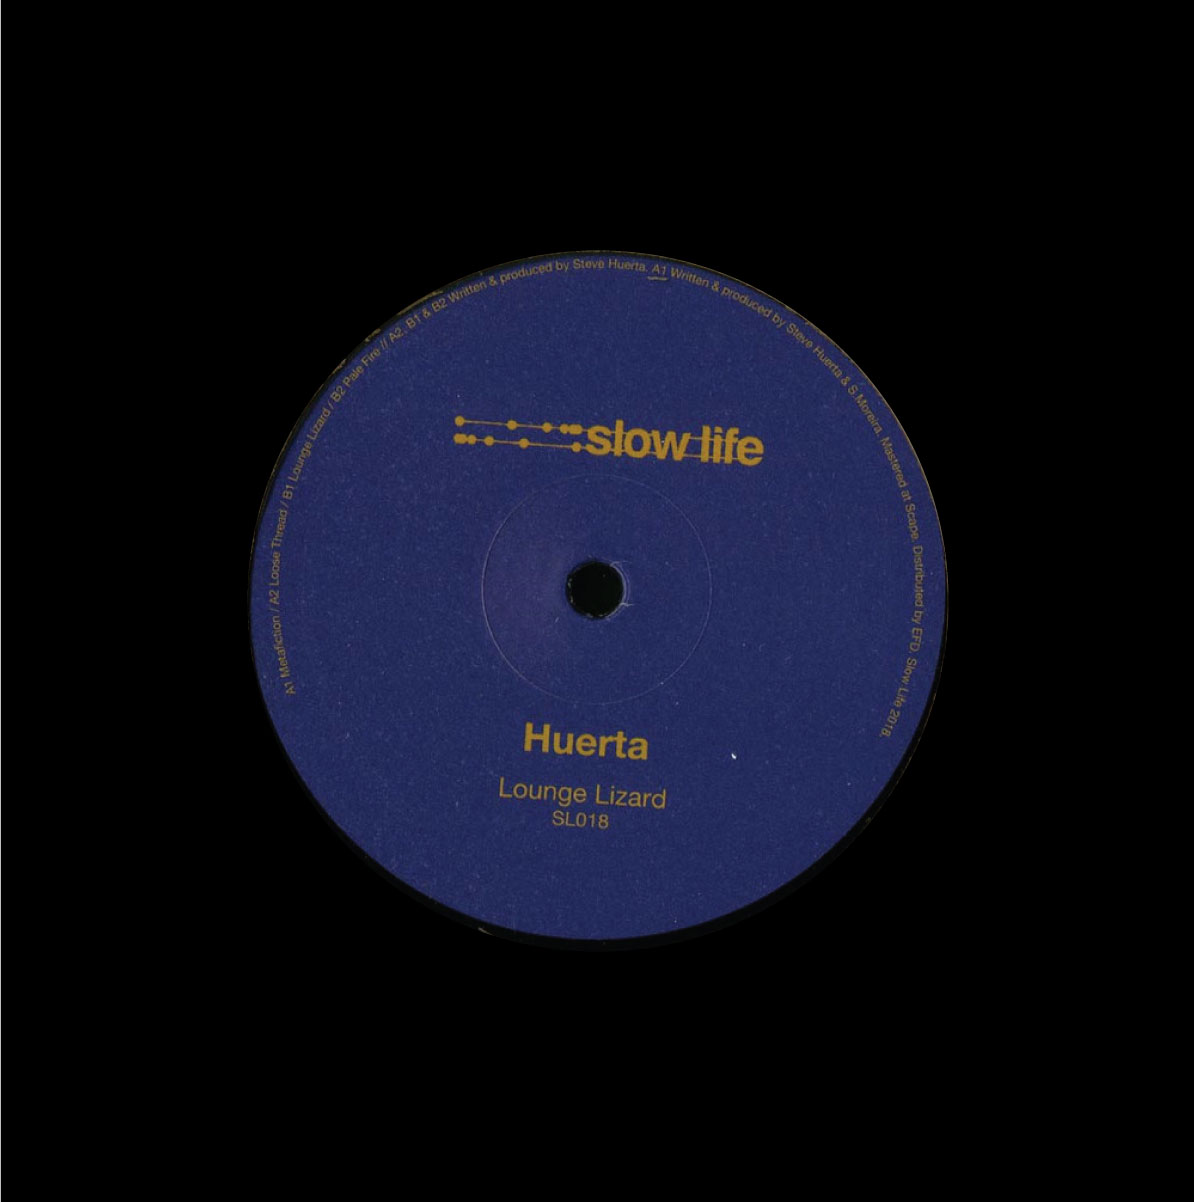 A1 Metafiction / A2 Loose Thread / B1 Lounge Lizard / B2 Pale Fire // A2, B1 & B2 Written & produced by Steve Huerta. A1 Written & produced by Steve Huerta & S.Moreira. Mastered at Scape. Distributed by EFD. Slow Life 2018.
slow life
Huerta
Lounge Lizard
SL018